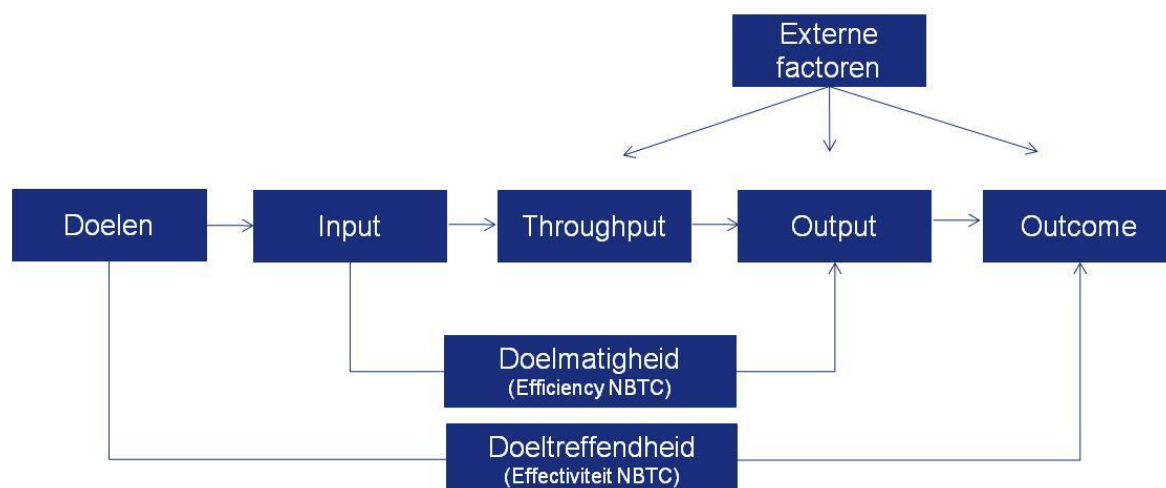 Externe
factoren
Doelen
Input
Throughput
Output
Outcome
Doelmatigheid
(Efficiency NBTC)
Doeltreffendheid
(Effectiviteit NBTC)